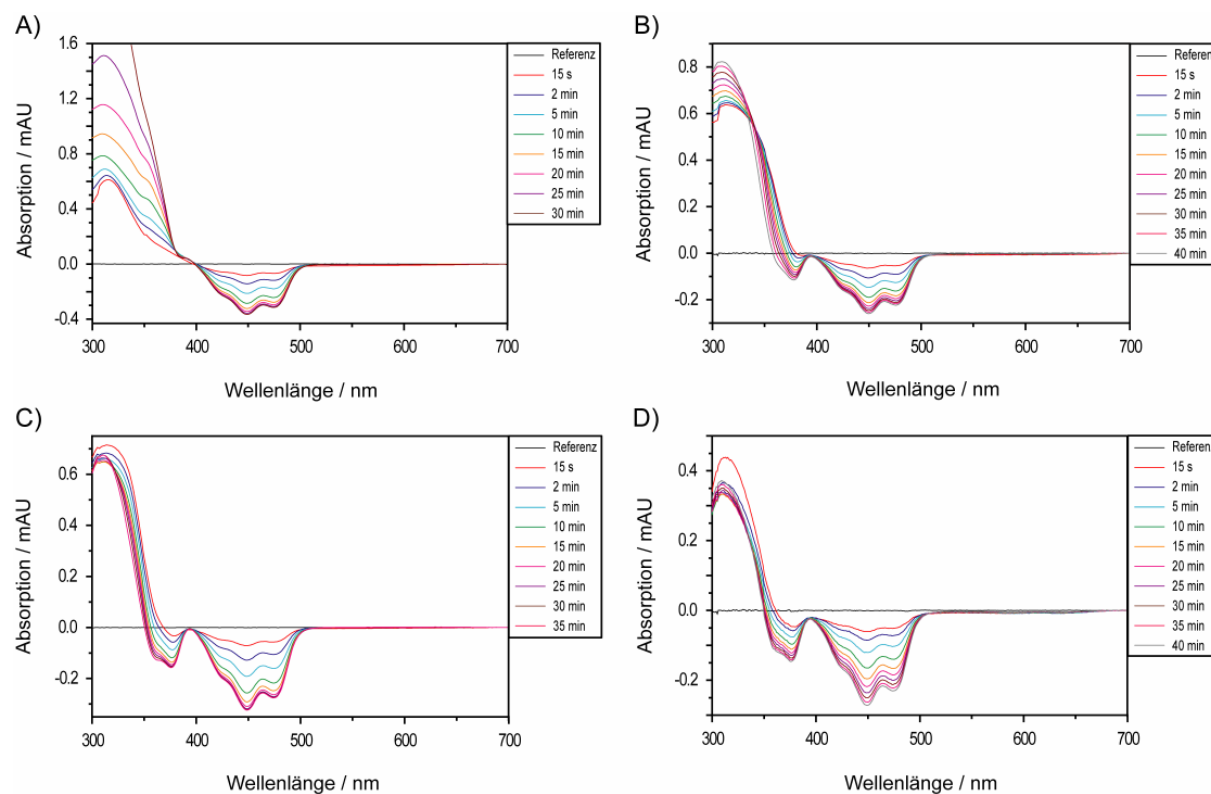 A)
Absorption / mAU
1.6
1.2
0.8
0.4
0.0
-0.4
300
400
500
600
700
Wellenlänge / nm
Referenz
15 s
2 min
5 min
10 min
15 min
20 min
25 min
30 min
B)
Absorption / mAU
0.8
0.6
0.4
0.2
0.0
-0.2
300
400
500
600
700
Wellenlänge / nm
Referenz
15 s
2 min
5 min
10 min
15 min
20 min
25 min
30 min
35 min
40 min
C)
Absorption / mAU
0.6
0.4
0.2
0.0
-0.2
300
400
500
600
700
Wellenlänge / nm
Referenz
15 s
2 min
5 min
10 min
15 min
20 min
25 min
30 min
35 min
D)
Absorption / mAU
0.4
0.2
0.0
-0.2
300
400
500
600
700
Wellenlänge / nm
Referenz
15 s
2 min
5 min
10 min
15 min
20 min
25 min
30 min
35 min
40 min